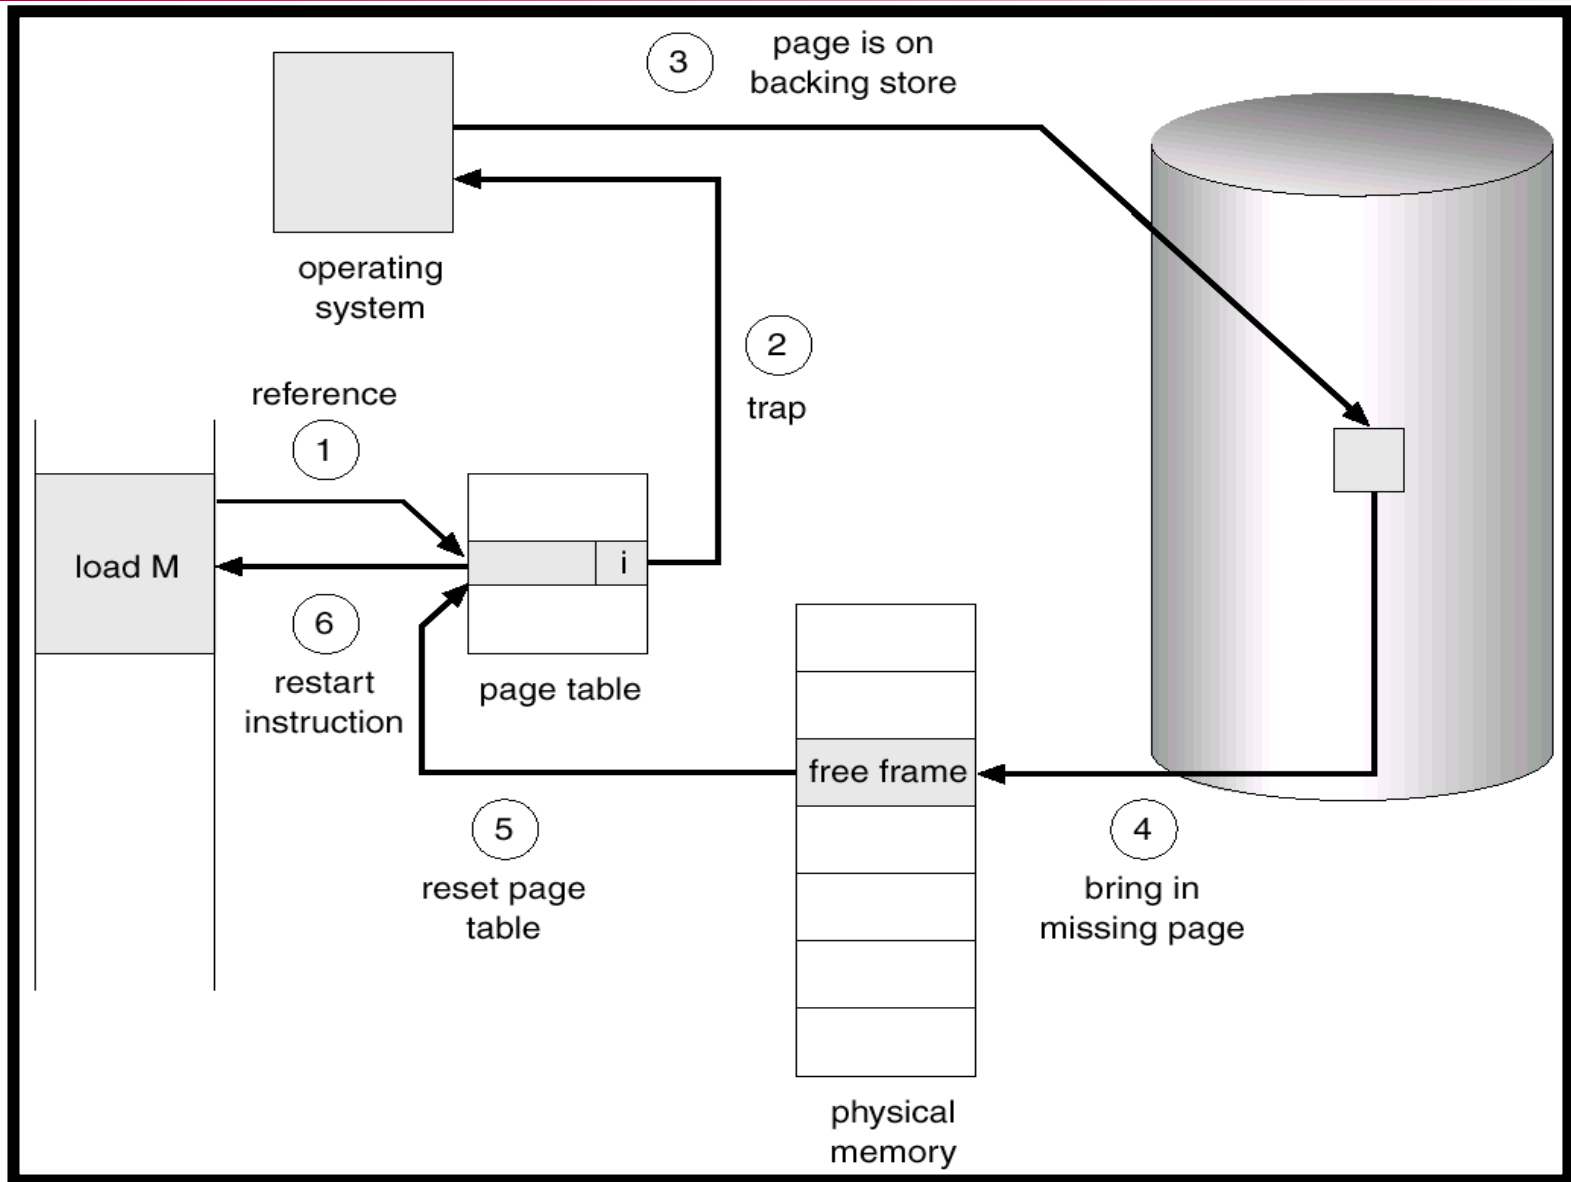 3
page is on
backing store
operating
system
2
trap
reference
1
load M
i
6
restart
instruction
page table
free frame
5
reset page
table
4
bring in
missing page
physical
memory